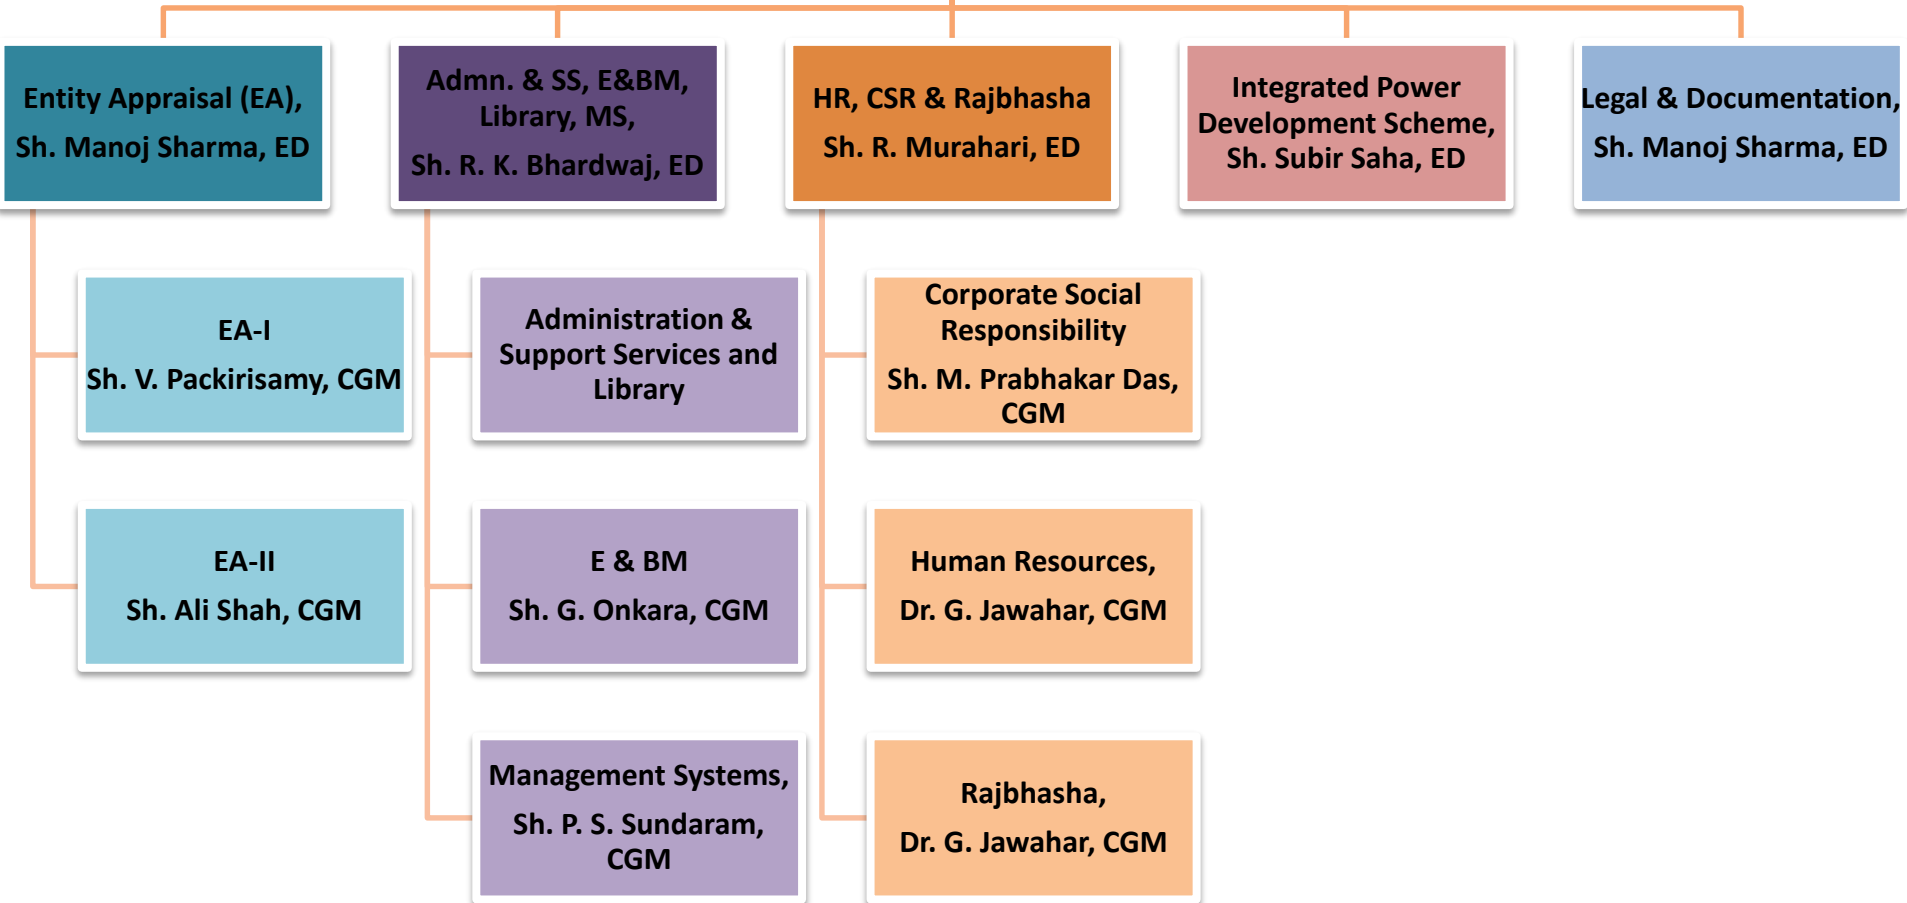 Entity Appraisal (EA),
Sh. Manoj Sharma, ED
Admn. & SS, E&BM,
Library, MS,
Sh. R. K. Bhardwaj, ED
HR, CSR & Rajbhasha
Sh. R. Murahari, ED
Integrated Power
Development Scheme,
Sh. Subir Saha, ED
Legal & Documentation,
Sh. Manoj Sharma, ED
EA-I
Sh. V. Packirisamy, CGM
Administration &
Support Services and
Library
Corporate Social
Responsibility
Sh. M. Prabhakar Das,
CGM
EA-II
Sh. Ali Shah, CGM
E & BM
Sh. G. Onkara, CGM
Human Resources,
Dr. G. Jawahar, CGM
Management Systems,
Sh. P. S. Sundaram,
CGM
Rajbhasha,
Dr. G. Jawahar, CGM